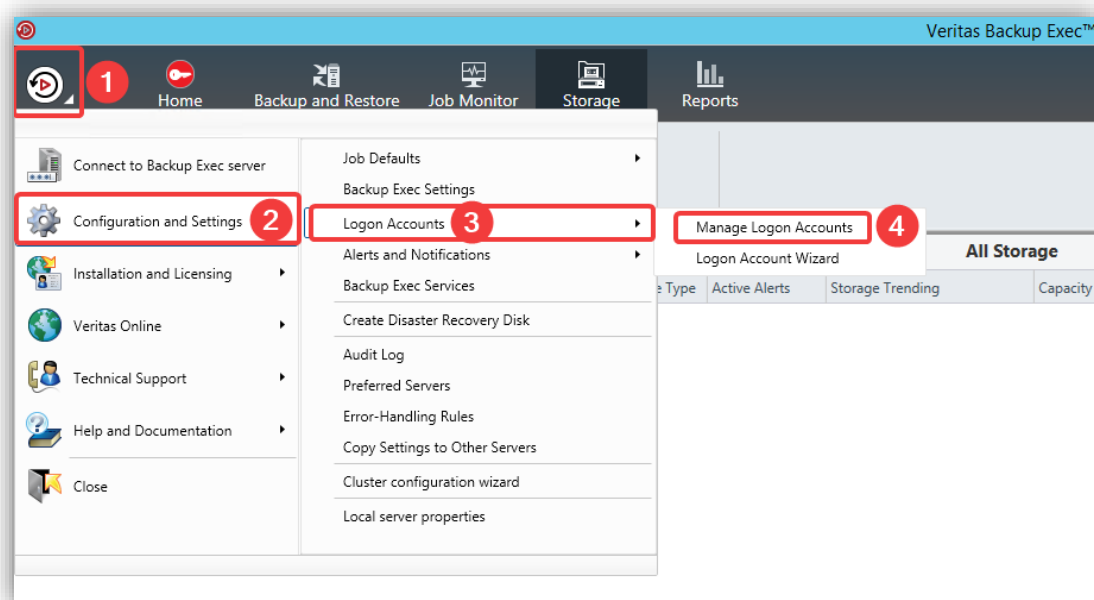 Veritas Backup Exec™
1
Home
Backup and Restore
Job Monitor
Storage
Reports
Connect to Backup Exec server
Configuration and Settings 2
Installation and Licensing
Veritas Online
Technical Support
Help and Documentation
Close
Job Defaults
Backup Exec Settings
Logon Accounts 3
Alerts and Notifications
Backup Exec Services
Create Disaster Recovery Disk
Audit Log
Preferred Servers
Error-Handling Rules
Copy Settings to Other Servers
Cluster configuration wizard
Local server properties
Manage Logon Accounts 4
Logon Account Wizard
All Storage
e Type
Active Alerts
Storage Trending
Capacity